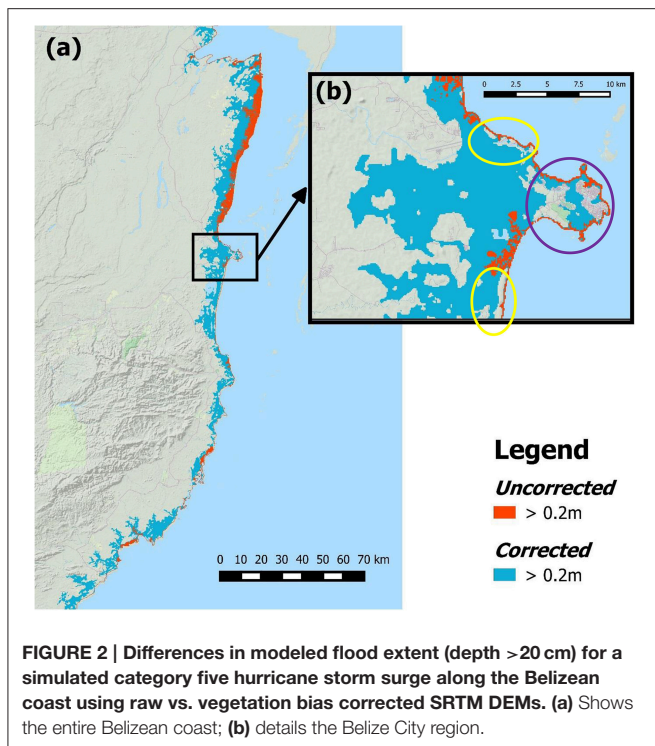 (a)
(b)
0 2.5 5.0 7.5 10 km
Legend
Uncorrected
> 0.2m
Corrected
> 0.2m
0 10 20 30 40 50 60 70 km
FIGURE 2 | Differences in modeled flood extent (depth >20 cm) for a
simulated category five hurricane storm surge along the Belizean
coast using raw vs. vegetation bias corrected SRTM DEMs. (a) Shows
the entire Belizean coast; (b) details the Belize City region.